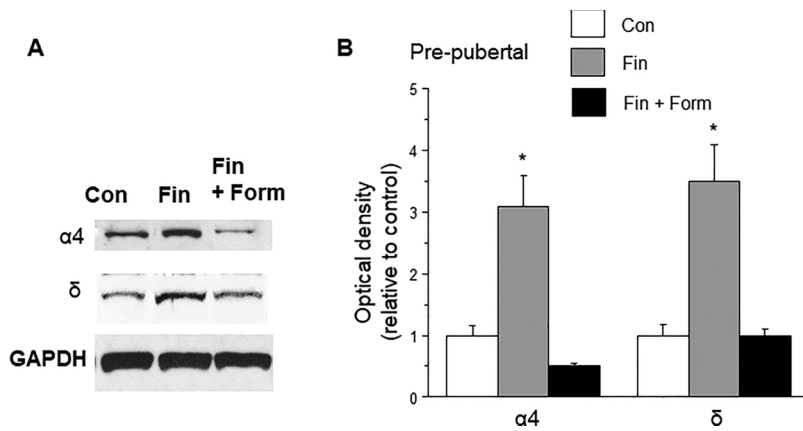 A
Con
Fin
Fin
+ Form
α4
δ
GAPDH
B
Pre-pubertal
Con
Fin
Fin + Form
Optical density
(relative to control)
5
4
3
2
1
0
*
*
α4
δ